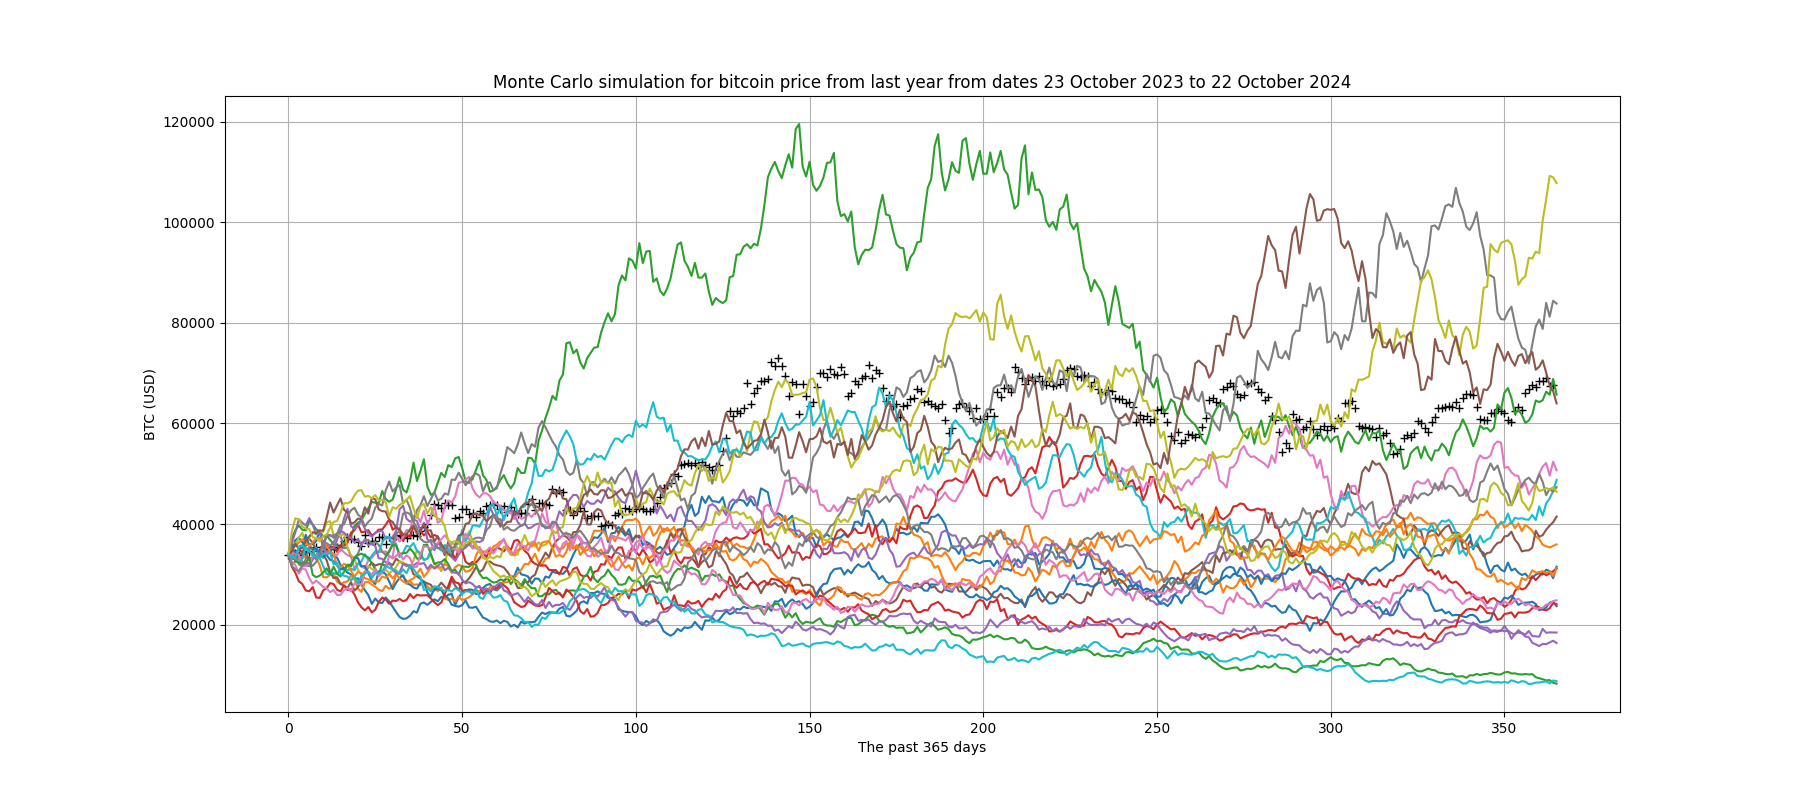 Monte Carlo simulation for bitcoin price from last year from dates 23 October 2023 to 22 October 2024
120000
100000
80000
60000
40000
20000
BTC (USD)
0 50 100 150 200 250 300 350
The past 365 days